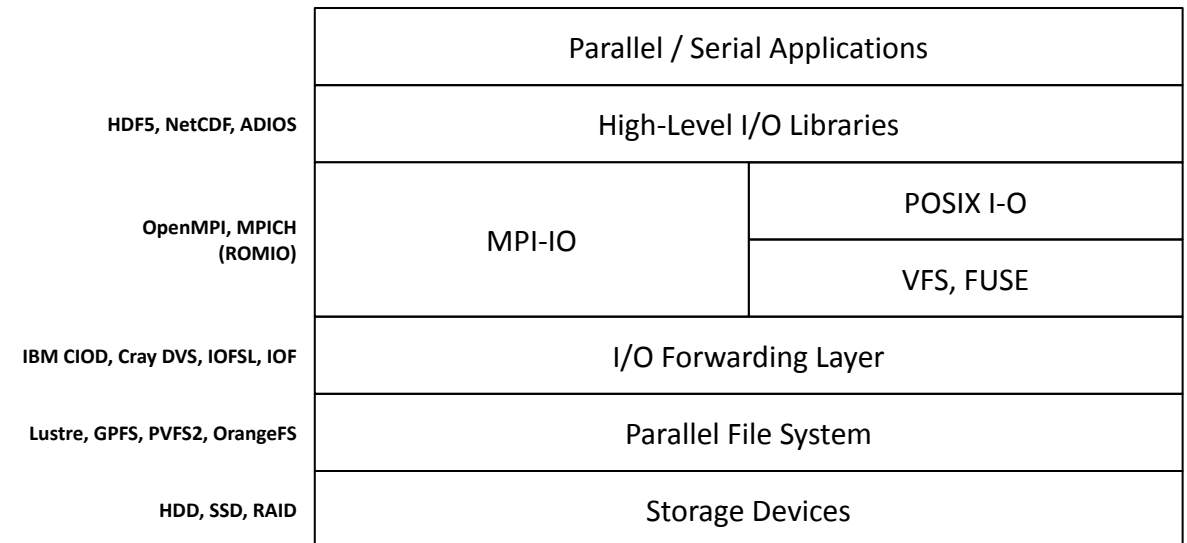 Parallel / Serial Applications
HDF5, NetCDF, ADIOS
High-Level I/O Libraries
OpenMPI, MPICH
(ROMIO)
MPI-IO
POSIX I-O
VFS, FUSE
IBM CIOD, Cray DVS, IOFSL, IOF
I/O Forwarding Layer
Lustre, GPFS, PVFS2, OrangeFS
Parallel File System
HDD, SSD, RAID
Storage Devices